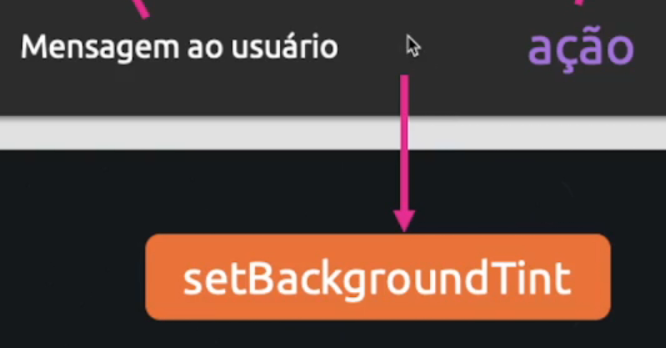 Mensagem ao usuário
ação
setBackgroundTint